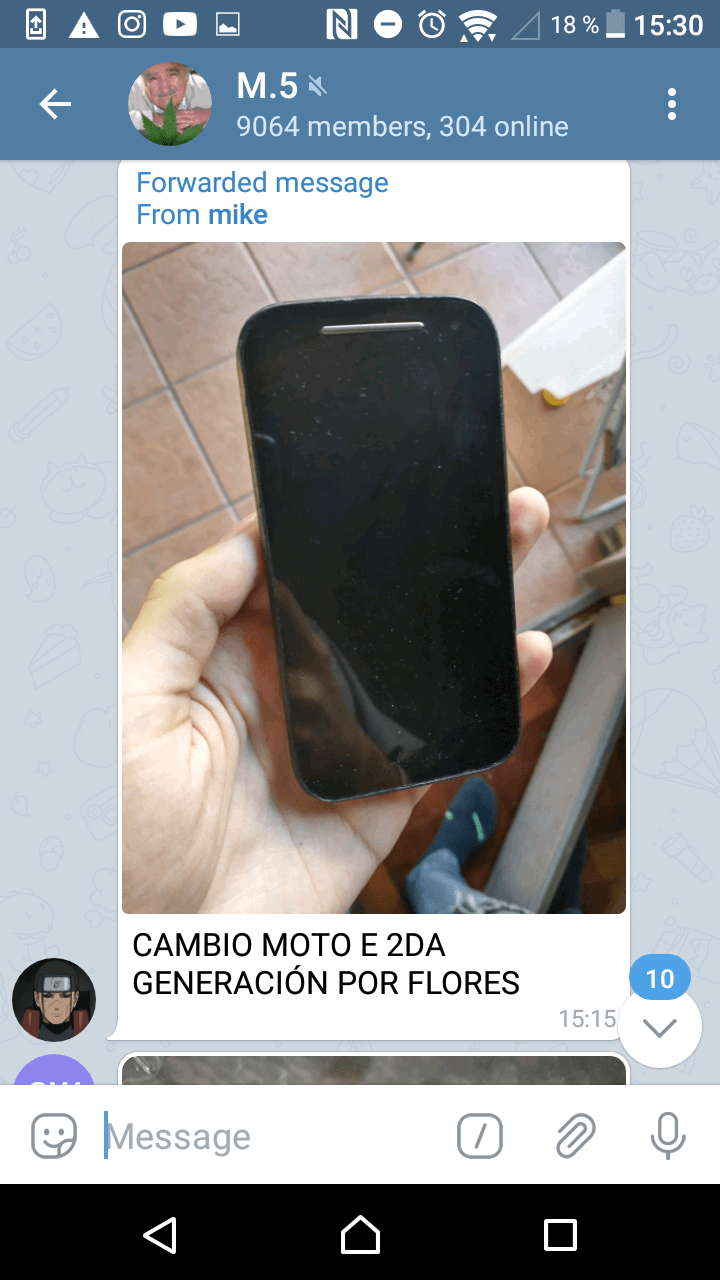 18 % 15:30
M.5
9064 members, 304 online
Forwarded message
From mike
CAMBIO MOTO E 2DA
GENERACIÓN POR FLORES
15:15
10
Message